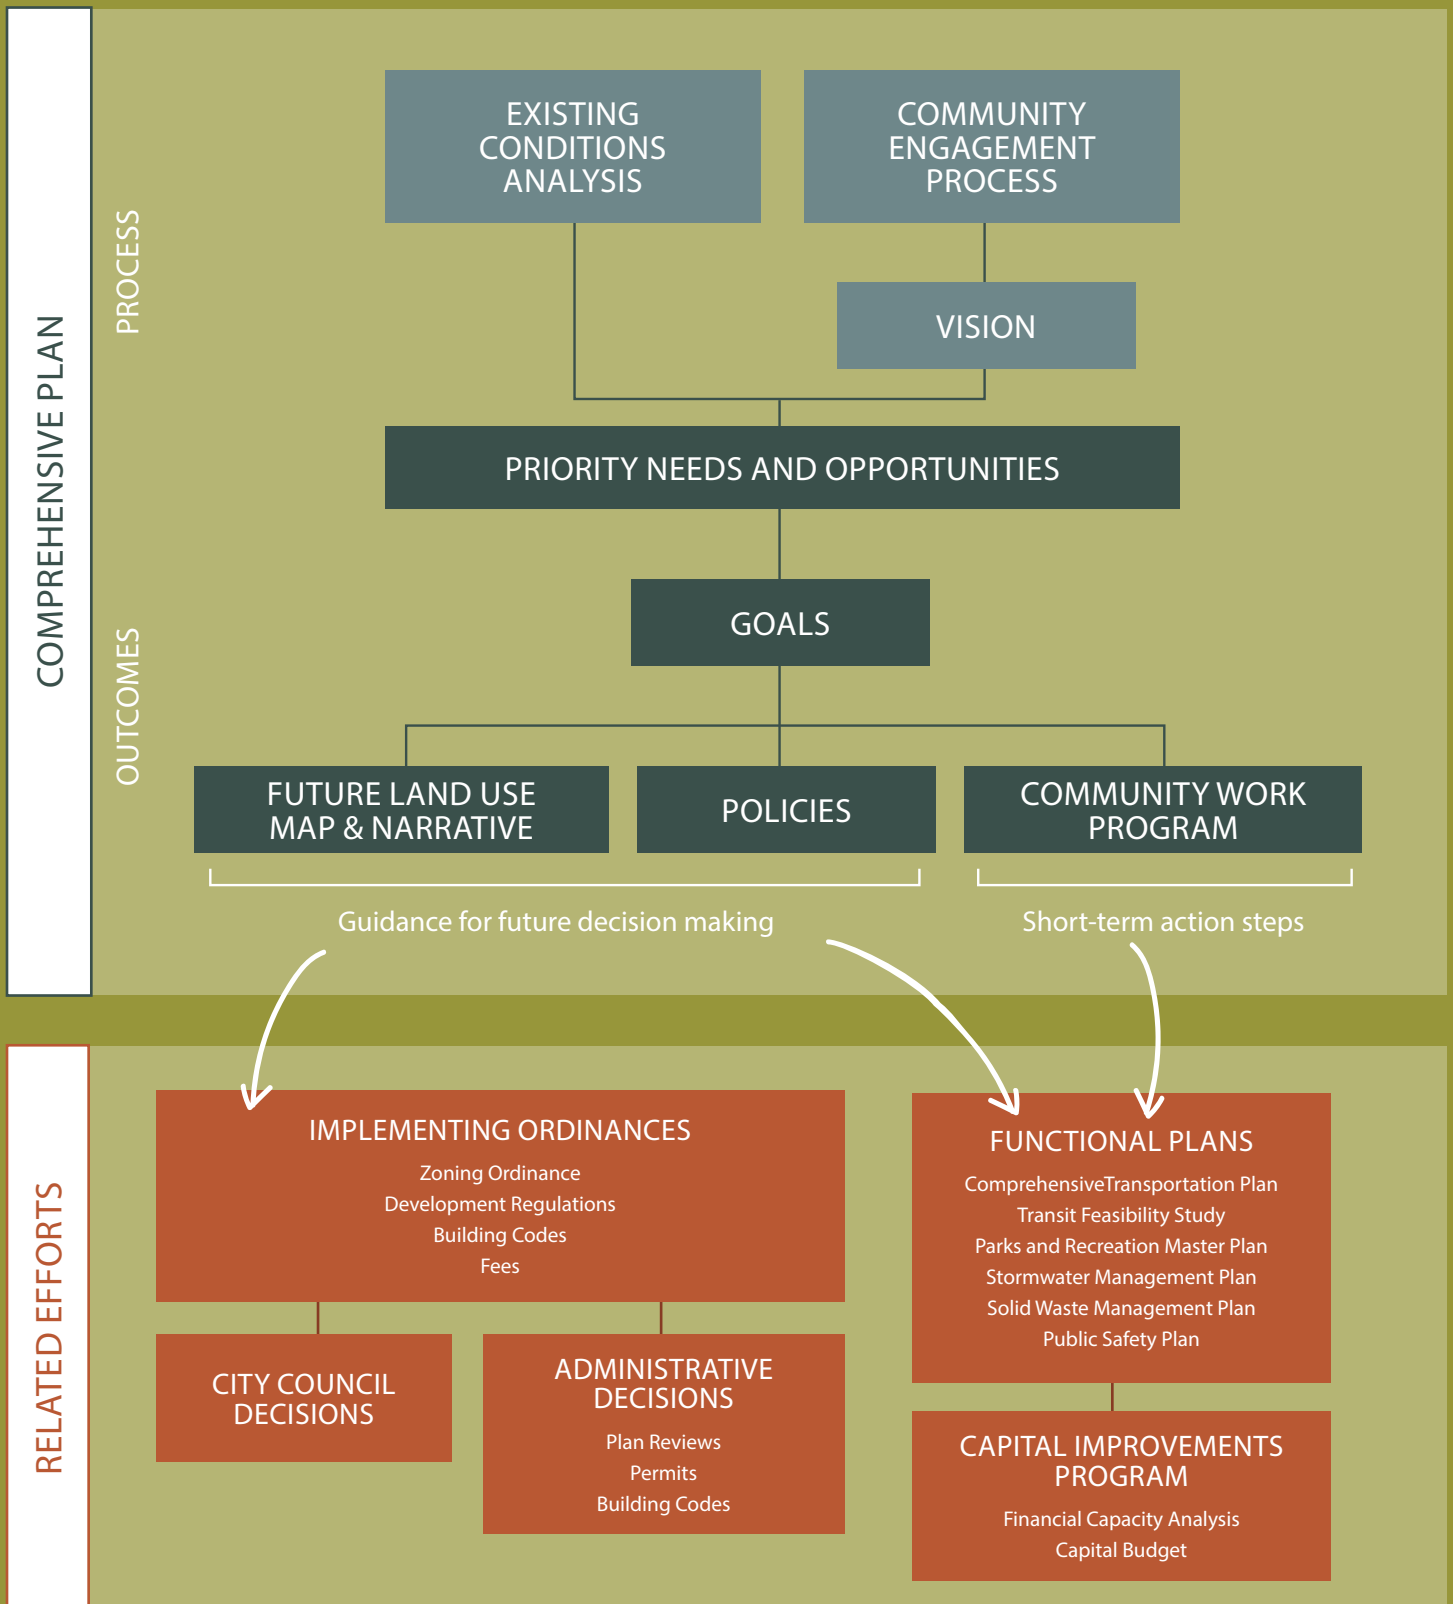 COMPREHENSIVE PLAN
PROCESS
EXISTING
CONDITIONS
ANALYSIS
COMMUNITY
ENGAGEMENT
PROCESS
VISION
PRIORITY NEEDS AND OPPORTUNITIES
OUTCOMES
GOALS
FUTURE LAND USE
MAP & NARRATIVE
POLICIES
COMMUNITY WORK
PROGRAM
Guidance for future decision making
Short-term action steps
RELATED EFFORTS
IMPLEMENTING ORDINANCES
Zoning Ordinance
Development Regulations
Building Codes
Fees
CITY COUNCIL
DECISIONS
ADMINISTRATIVE
DECISIONS
Plan Reviews
Permits
Building Codes
FUNCTIONAL PLANS
ComprehensiveTransportation Plan
Transit Feasibility Study
Parks and Recreation Master Plan
Stormwater Management Plan
Solid Waste Management Plan
Public Safety Plan
CAPITAL IMPROVEMENTS
PROGRAM
Financial Capacity Analysis
Capital Budget